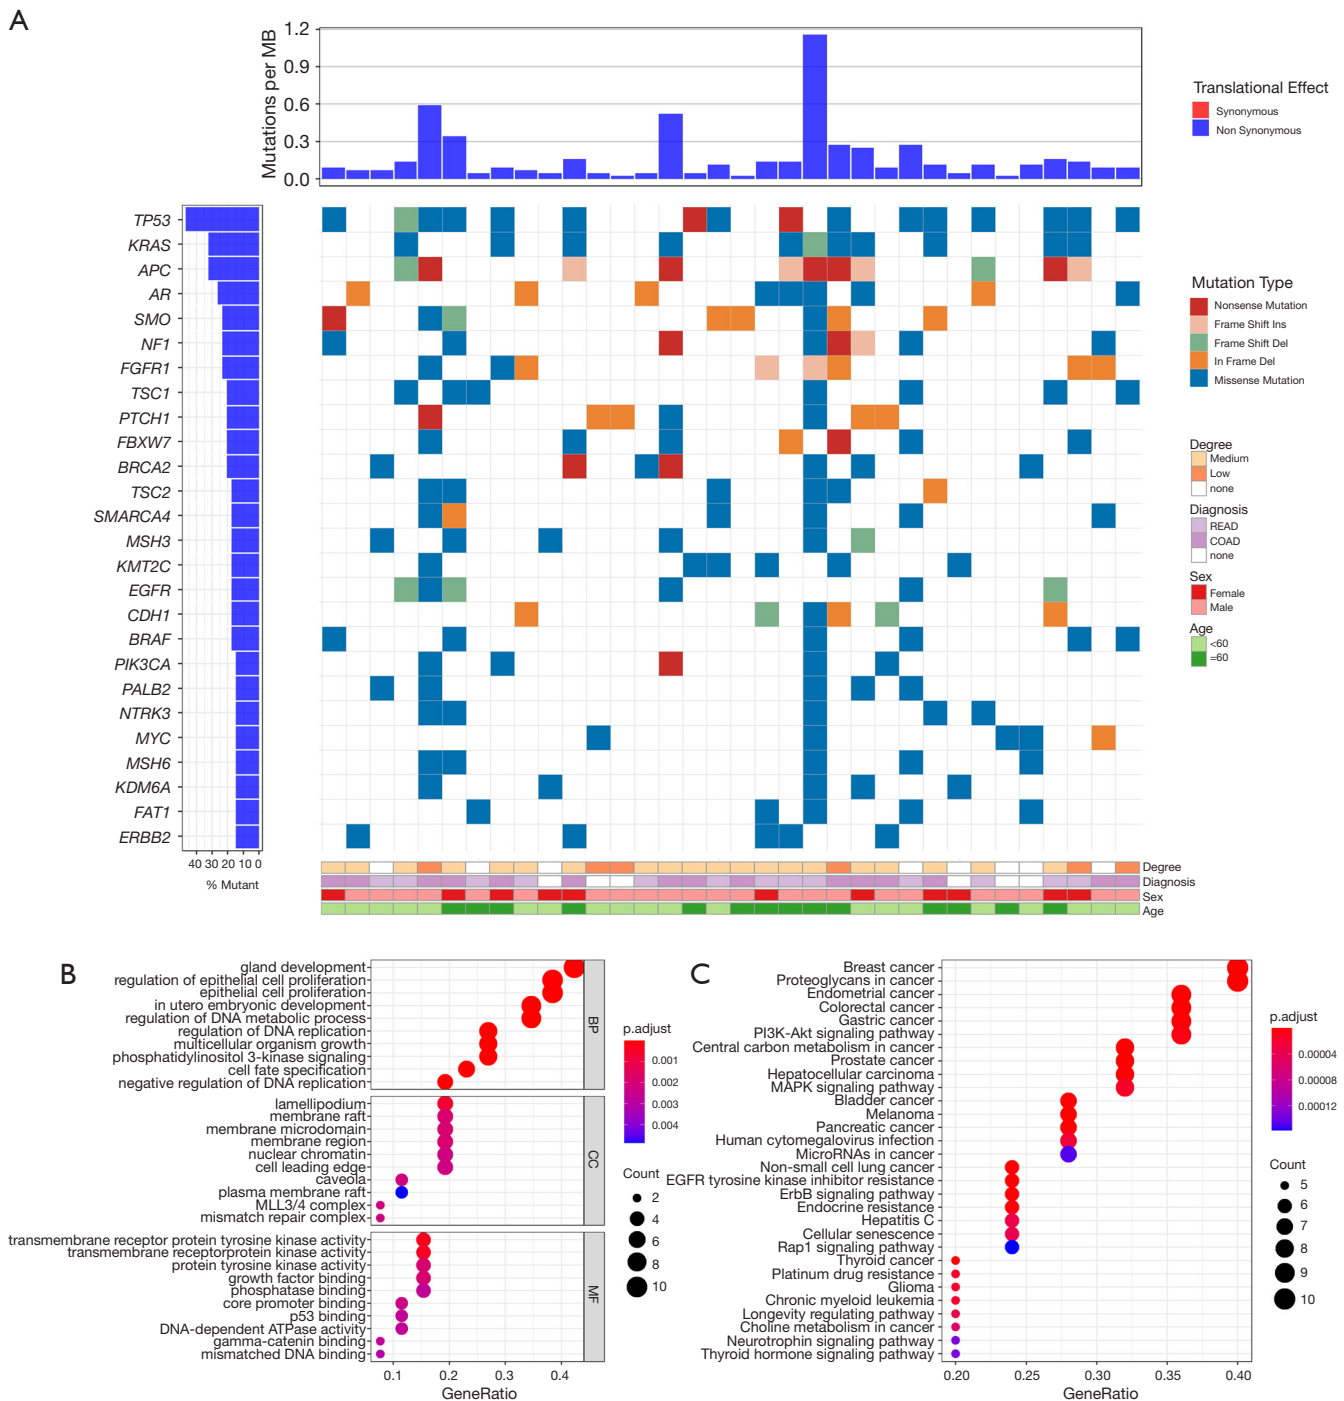 A
Mutations per MB
1.2
0.9
0.6
0.3
0.0
Translational Effect
Synonymous
Non Synonymous
TP53
KRAS
APC
AR
SMO
NF1
FGFR1
TSC1
PTCH1
FBXW7
BRCA2
TSC2
SMARCA4
MSH3
KMT2C
EGFR
CDH1
BRAF
PIK3CA
PALB2
NTRK3
MYC
MSH6
KDM6A
FAT1
ERBB2
40 30 20 10 0
% Mutant
Mutation Type
Nonsense Mutation
Frame Shift Ins
Frame Shift Del
In Frame Del
Missense Mutation
Degree
Medium
Low
none
Diagnosis
READ
COAD
none
Sex
Female
Male
Age
<60
=60
Degree
Diagnosis
Sex
Age
B
gland development
regulation of epithelial cell proliferation
epithelial cell proliferation
in utero embryonic development
regulation of DNA metabolic process
regulation of DNA replication
multicellular organism growth
phosphatidylinositol 3-kinase signaling
cell fate specification
negative regulation of DNA replication
BP
lamellipodium
membrane raft
membrane microdomain
membrane region
nuclear chromatin
cell leading edge
caveola
plasma membrane raft
MLL3/4 complex
mismatch repair complex
CC
transmembrane receptor protein tyrosine kinase activity
transmembrane receptorprotein kinase activity
protein tyrosine kinase activity
growth factor binding
phosphatase binding
core promoter binding
p53 binding
DNA-dependent ATPase activity
gamma-catenin binding
mismatched DNA binding
MF
0.1 0.2 0.3 0.4
GeneRatio
p.adjust
0.001
0.002
0.003
0.004
Count
2
4
6
8
10
C
Breast cancer
Proteoglycans in cancer
Endometrial cancer
Colorectal cancer
Gastric cancer
PI3K-Akt signaling pathway
Central carbon metabolism in cancer
Prostate cancer
Hepatocellular carcinoma
MAPK signaling pathway
Bladder cancer
Melanoma
Pancreatic cancer
Human cytomegalovirus infection
MicroRNAs in cancer
Non-small cell lung cancer
EGFR tyrosine kinase inhibitor resistance
ErbB signaling pathway
Endocrine resistance
Hepatitis C
Cellular senescence
Rap1 signaling pathway
Thyroid cancer
Platinum drug resistance
Glioma
Chronic myeloid leukemia
Longevity regulating pathway
Choline metabolism in cancer
Neurotrophin signaling pathway
Thyroid hormone signaling pathway
0.20 0.25 0.30 0.35 0.40
GeneRatio
p.adjust
0.00004
0.00008
0.00012
Count
5
6
7
8
9
10